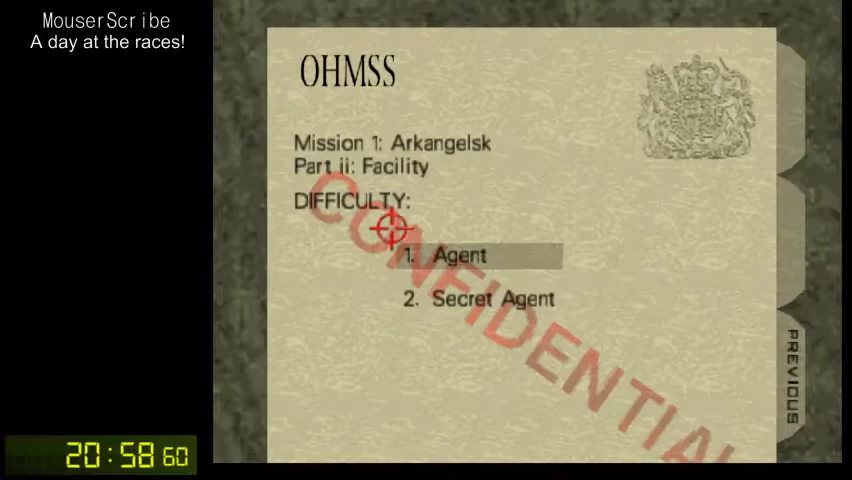 MouserScribe
A day at the races!
OHMSS
Mission 1: Arkangelsk
Part ii: Facility
DIFFICULTY:
1. Agent
2. Secret Agent
CONFIDENTIAL
PREVIOUS
20:58 60